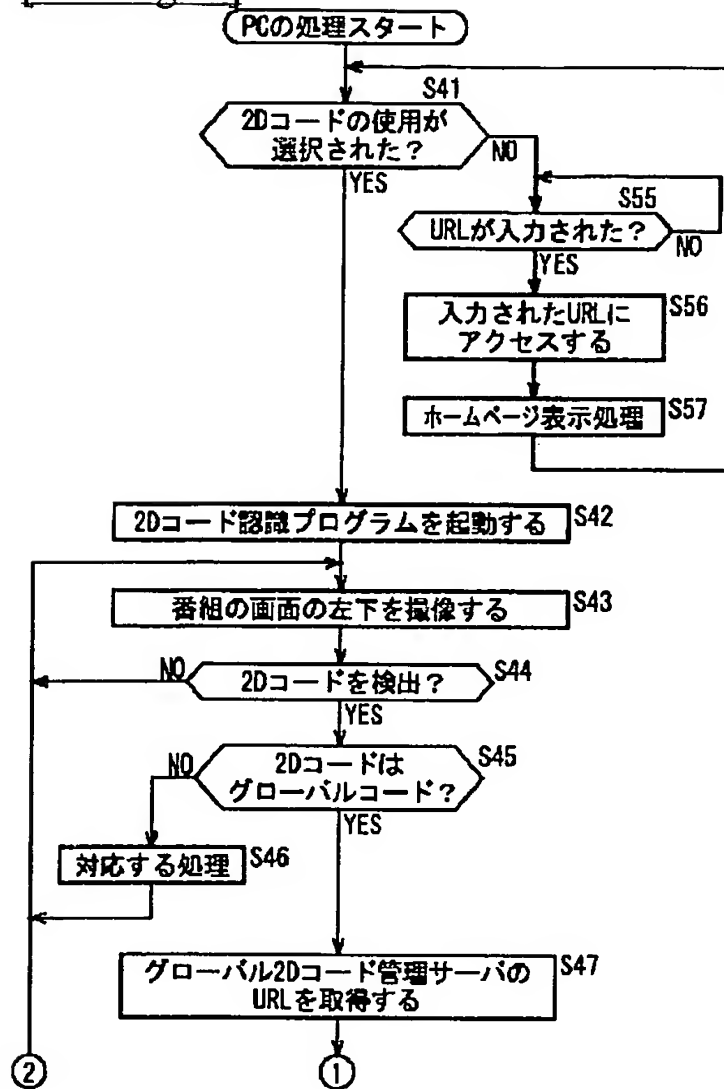 PCの処理スタート
S41
2Dコードの使用が
選択された?
NO
YES
S55
URLが入力された?
NO
YES
入力されたURLに
アクセスする
S56
ホームページ表示処理
S57
2Dコード認識プログラムを起動する
S42
番組の画面の左下を撮像する
S43
NO
2Dコードを検出?
S44
YES
NO
2Dコードは
グローバルコード?
S45
YES
対応する処理
S46
グローバル2Dコード管理サーバの
URLを取得する
S47
②
①